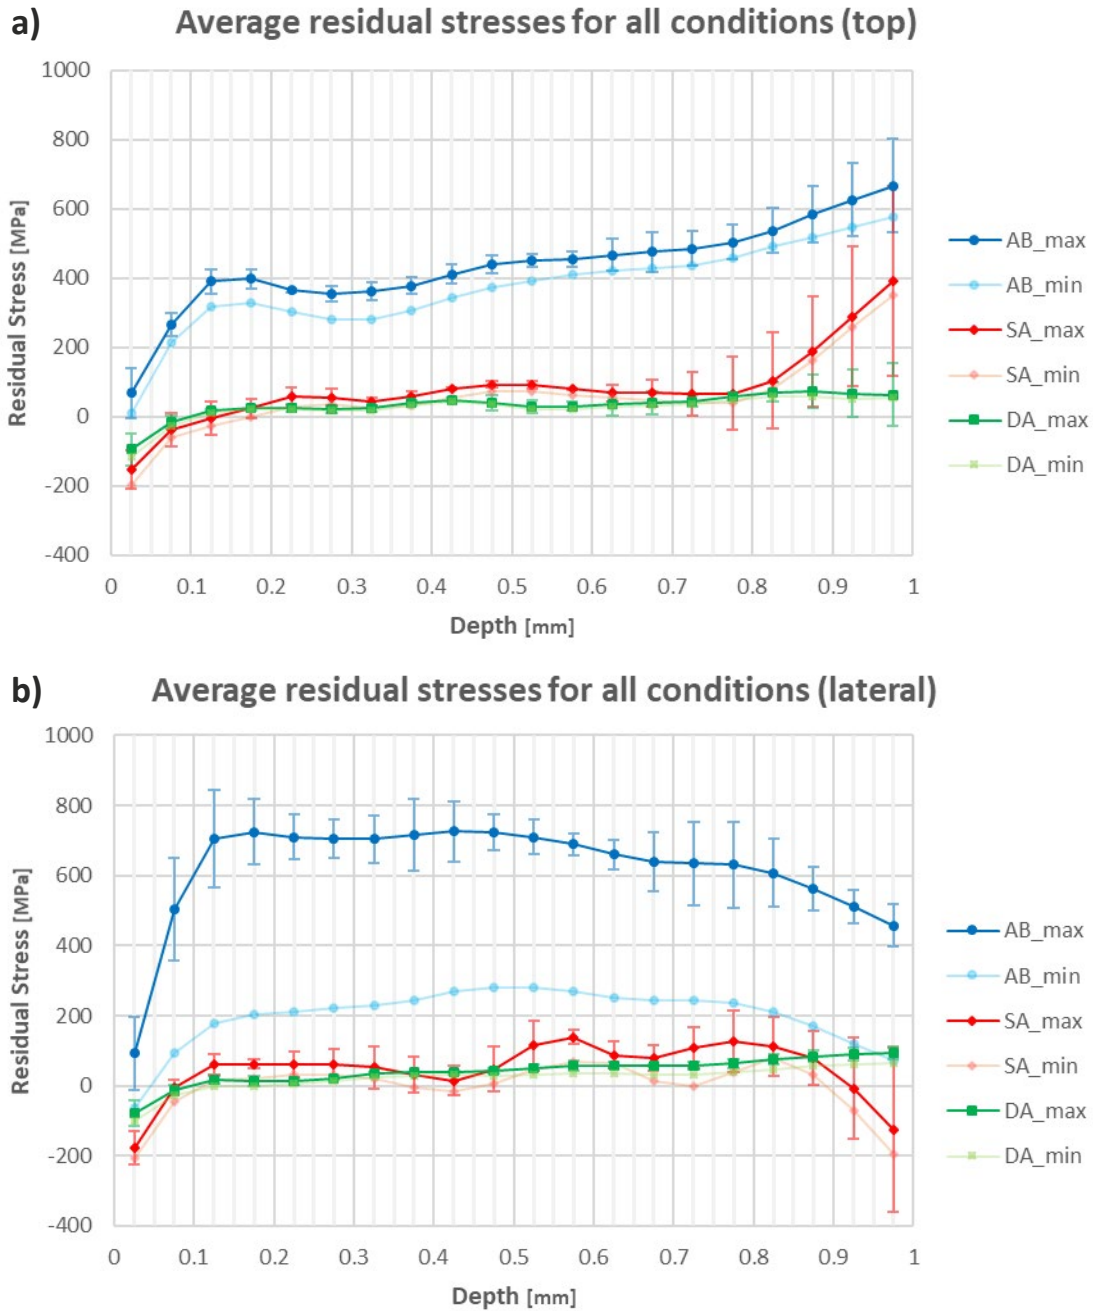 a)
Average residual stresses for all conditions (top)
1000
800
600
400
200
0
-200
-400
Residual Stress [MPa]
0 0.1 0.2 0.3 0.4 0.5 0.6 0.7 0.8 0.9 1
Depth [mm]
AB_max
AB_min
SA_max
SA_min
DA_max
DA_min
b)
Average residual stresses for all conditions (lateral)
1000
800
600
400
200
0
-200
-400
Residual Stress [MPa]
0 0.1 0.2 0.3 0.4 0.5 0.6 0.7 0.8 0.9 1
Depth [mm]
AB_max
AB_min
SA_max
SA_min
DA_max
DA_min